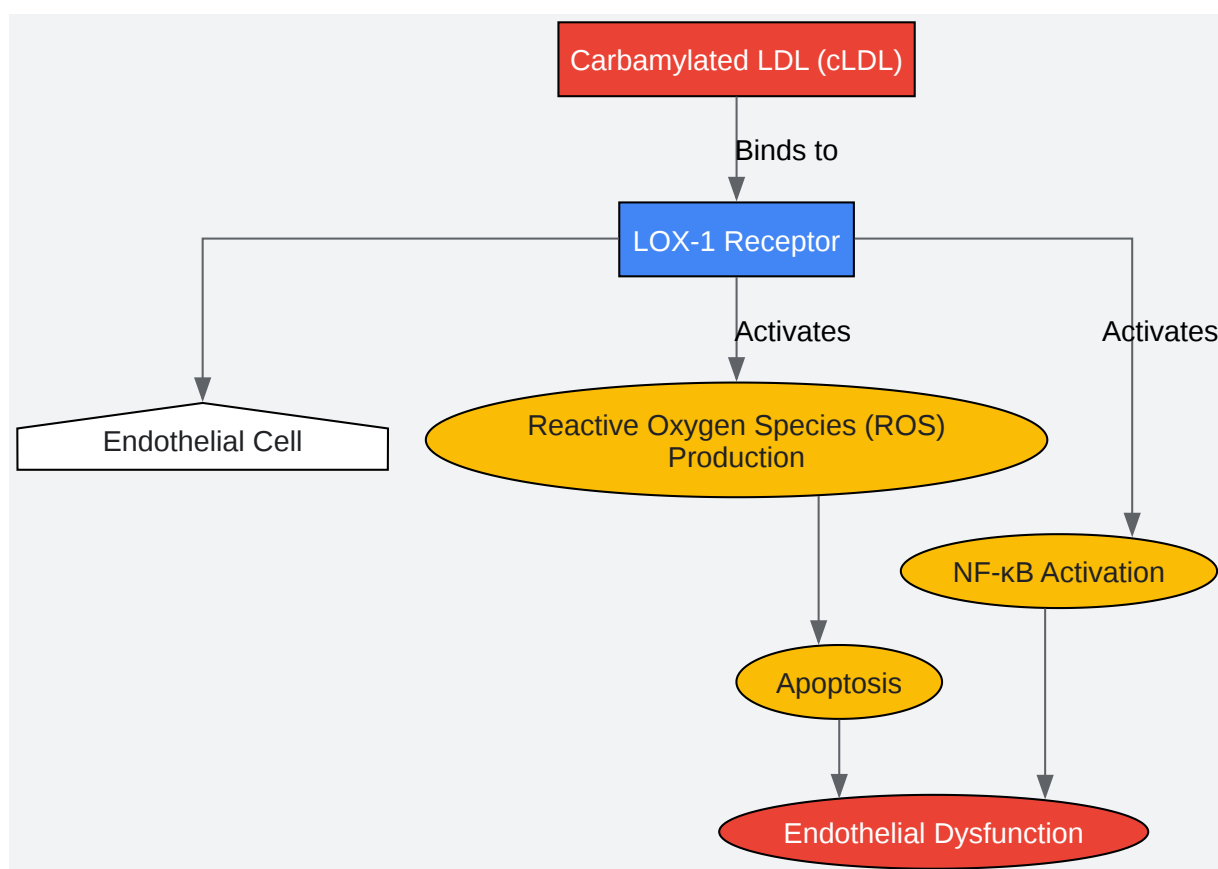 Carbamylated LDL (cLDL)
Binds to
LOX-1 Receptor
Activates
Activates
Endothelial Cell
Reactive Oxygen Species (ROS)
Production
NF-κB Activation
Apoptosis
Endothelial Dysfunction